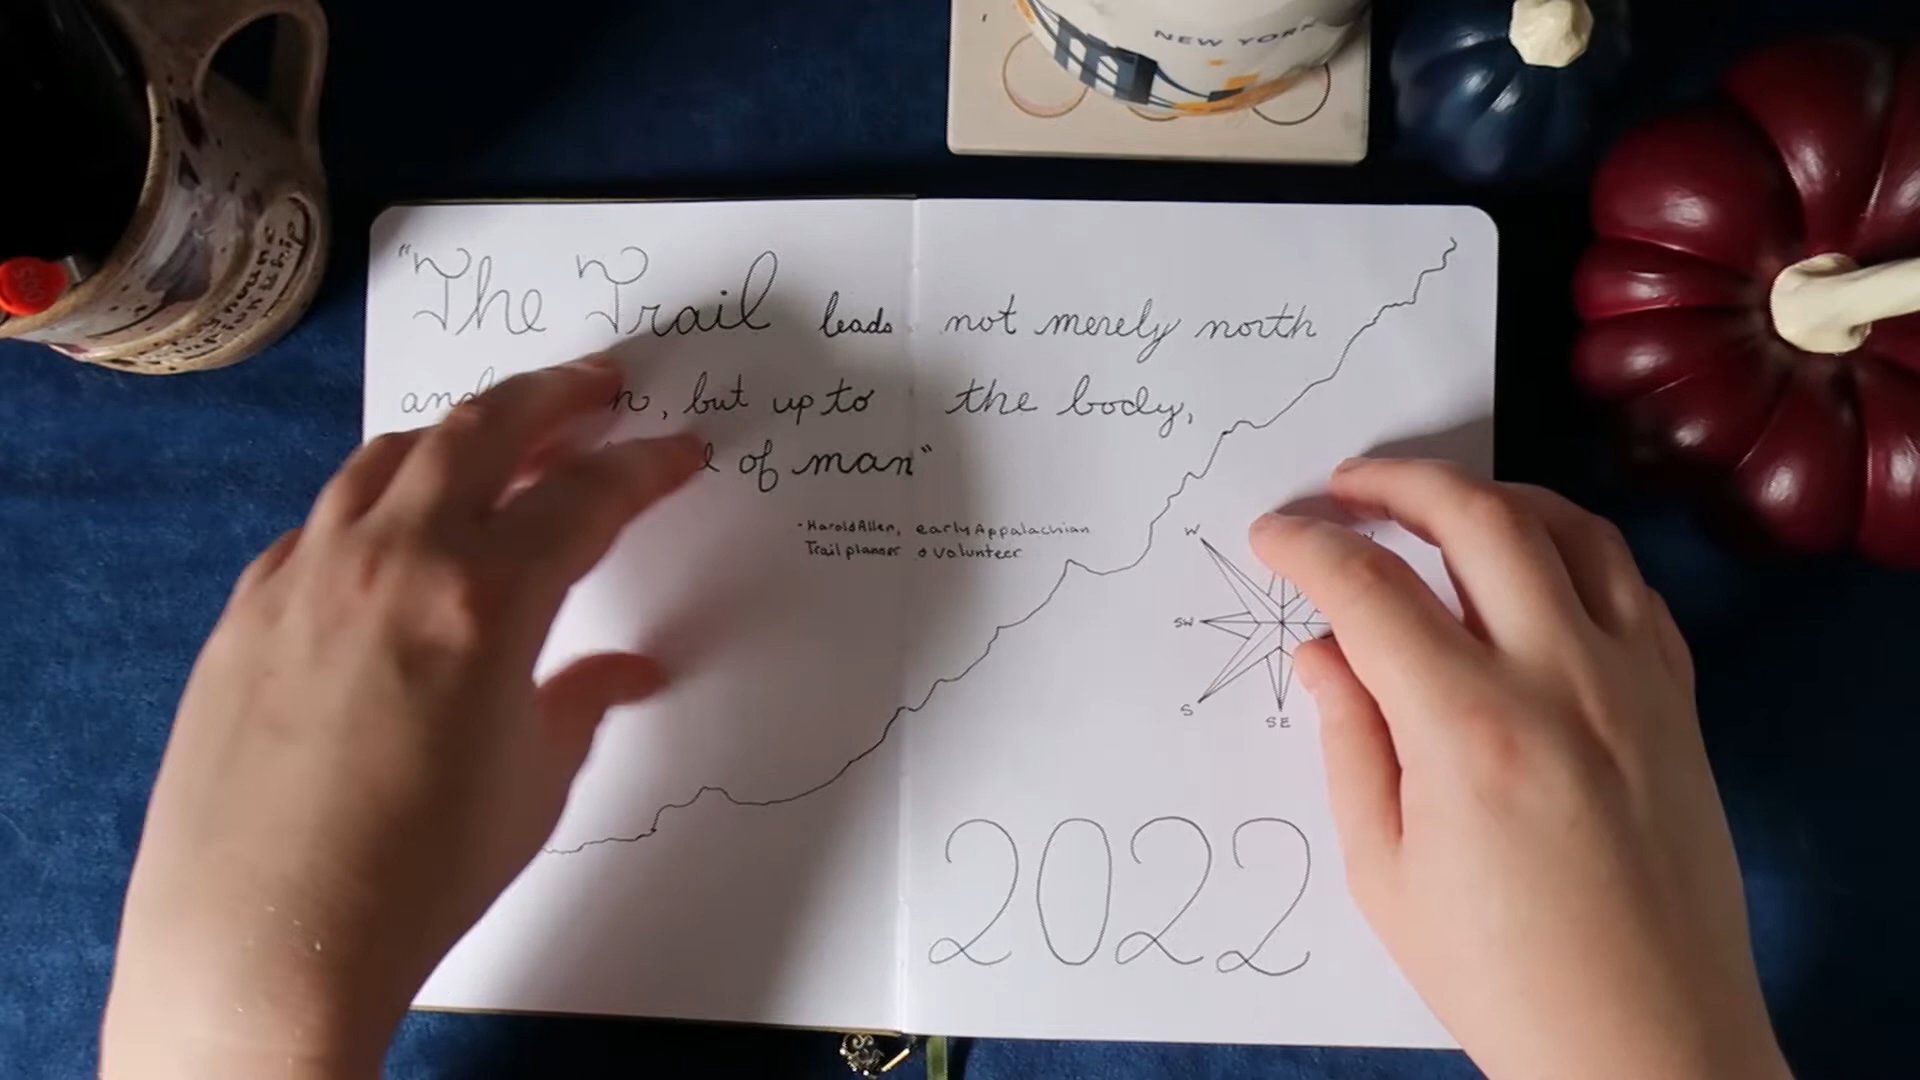 NEW YORK
"The Trail leads not merely north
and h, but up to the body,
l of man"
- Harold Allen, early Appalachian
Trail planner & volunteer
W
SW
S
SE
2022